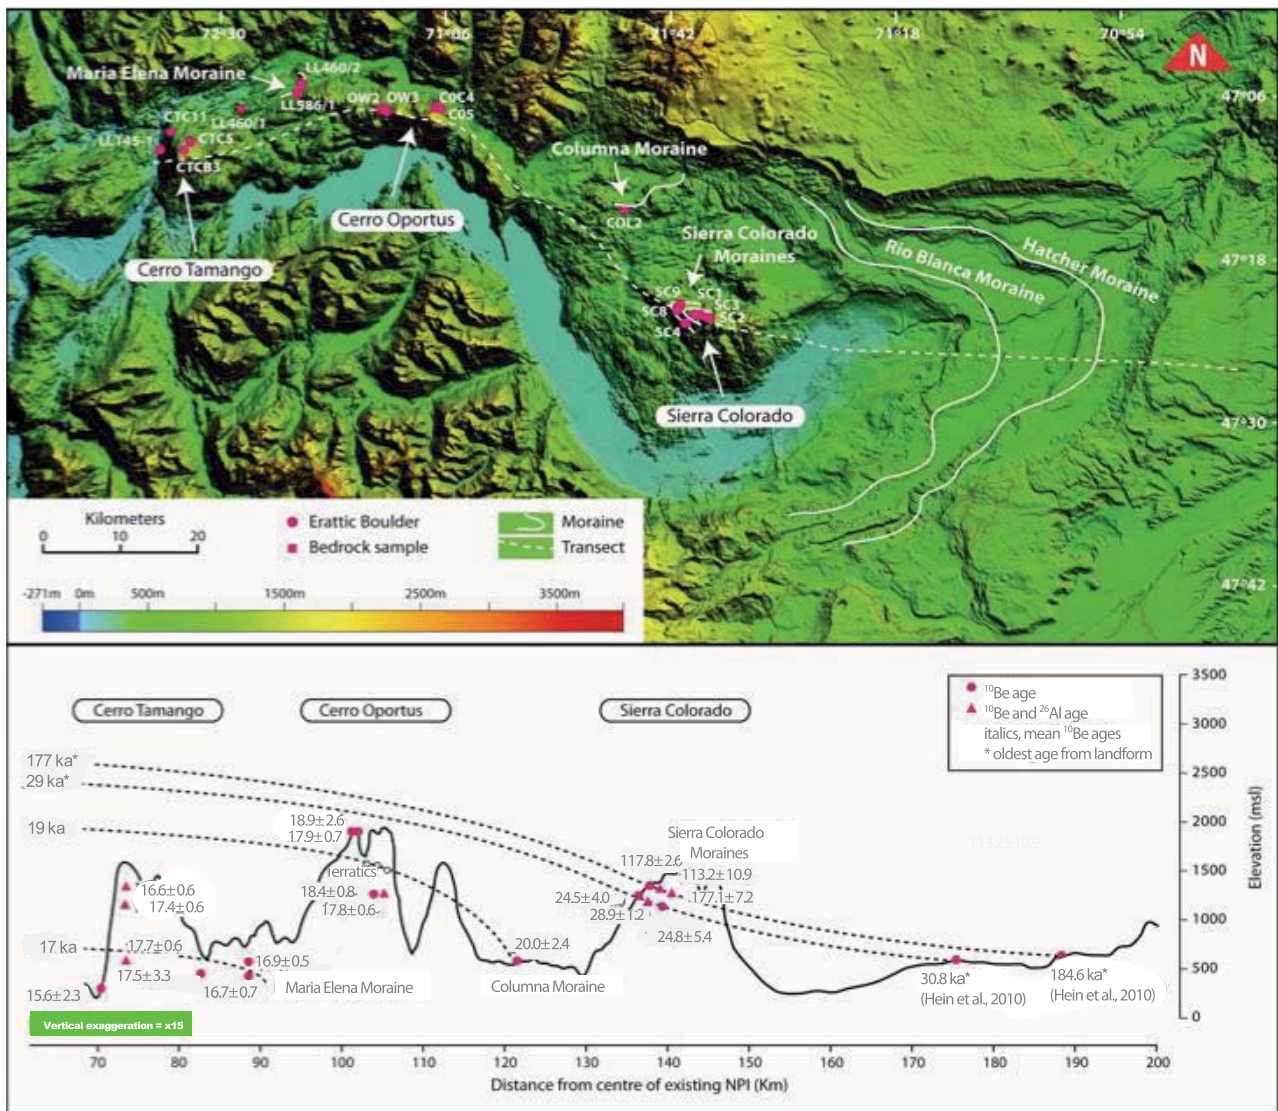 72°30
71°06
71°42
71°18
70°54
N
Maria Elena Moraine
LL460/2
LL586/1
OW2
OW3
C0C4
C05
47°06
CTC11
LL460/1
LL145-1
CTC5
CTCB3
Columna Moraine
COL2
Cerro Oportus
Cerro Tamango
Sierra Colorado
Moraines
Rio Blanca Moraine
Hatcher Moraine
47°18
SC9
SC1
SC8
SC3
SC2
SC4
Sierra Colorado
47°30
47°42
Kilometers
0 10 20
Erattic Boulder
Bedrock sample
Moraine
Transect
-271m 0m 500m 1500m 2500m 3500m
Cerro Tamango
Cerro Oportus
Sierra Colorado
10Be age
10Be and 26Al age
italics, mean 10Be ages
* oldest age from landform
3500
3000
2500
2000
1500
1000
500
0
Elevation (msl)
177 ka*
29 ka*
19 ka
17 ka
18.9±2.6
17.9±0.7
Terratics
18.4±0.8
17.8±0.6
16.6±0.6
17.4±0.6
17.7±0.6
17.5±3.3
15.6±2.3
16.9±0.5
16.7±0.7
Maria Elena Moraine
20.0±2.4
Columna Moraine
Sierra Colorado
Moraines
117.8±2.6
113.2±10.9
177.1±7.2
24.5±4.0
28.9±12
24.8±5.4
113.2±10.9
30.8 ka*
(Hein et al., 2010)
184.6 ka*
(Hein et al., 2010)
Vertical exaggeration = x15
70 80 90 100 110 120 130 140 150 160 170 180 190 200
Distance from centre of existing NPI (Km)